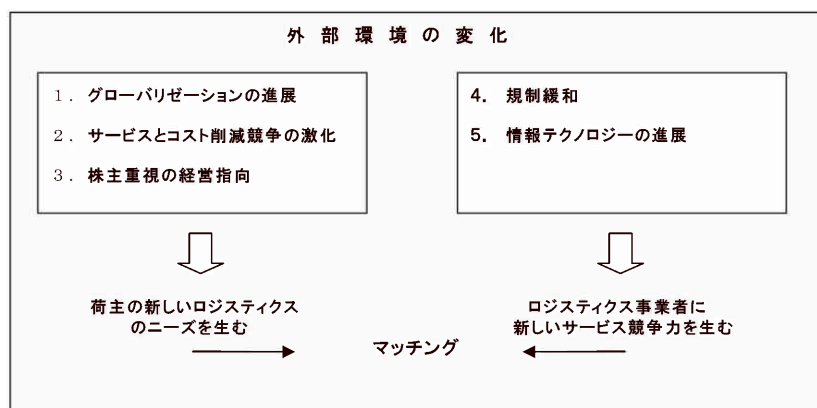 外部環境の変化
1. グローバリゼーションの進展
2. サービスとコスト削減競争の激化
3. 株主重視の経営指向
4. 規制緩和
5. 情報テクノロジーの進展
荷主の新しいロジスティクス
のニーズを生む
ロジスティクス事業者に
新しいサービス競争力を生む
マッチング